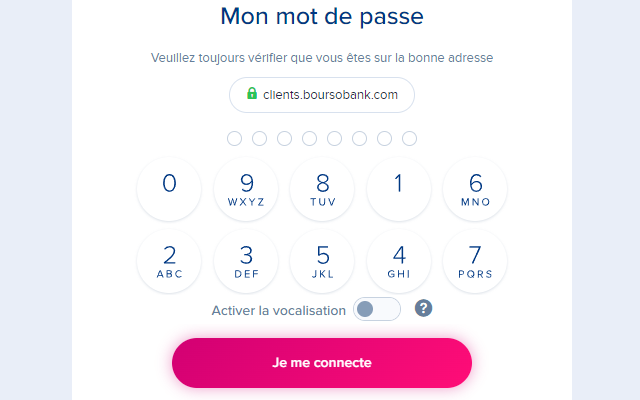 Mon mot de passe
Veuillez toujours vérifier que vous êtes sur la bonne adresse
clients.boursobank.com
0 9 8 1 6
WXYZ TUV MNO
2 3 5 4 7
ABC DEF JKL GHI PQRS
Activer la vocalisation ?
Je me connecte